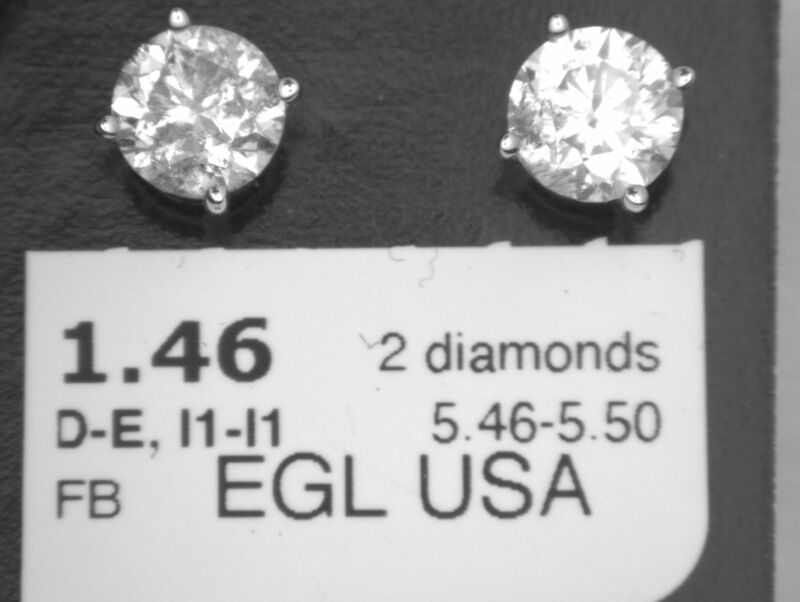 1.46 2 diamonds
D-E, I1-I1 5.46-5.50
FB EGL USA